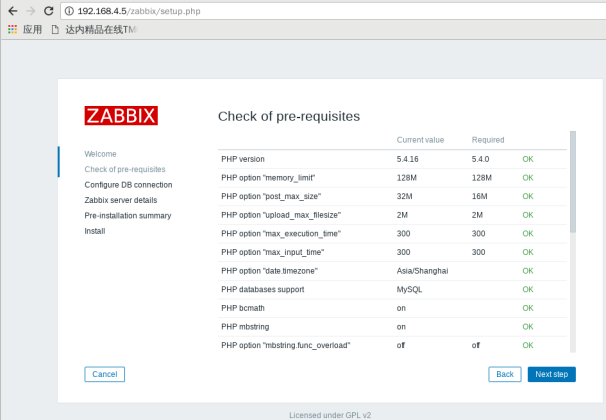 192.168.4.5/zabbix/setup.php
应用 达内精品在线TM
ZABBIX
Check of pre-requisites
Welcome
Check of pre-requisites
Configure DB connection
Zabbix server details
Pre-installation summary
Install
Current value Required
PHP version 5.4.16 5.4.0 OK
PHP option "memory_limit" 128M 128M OK
PHP option "post_max_size" 32M 16M OK
PHP option "upload_max_filesize" 2M 2M OK
PHP option "max_execution_time" 300 300 OK
PHP option "max_input_time" 300 300 OK
PHP option "date.timezone" Asia/Shanghai OK
PHP databases support MySQL OK
PHP bcmath on OK
PHP mbstring on OK
PHP option "mbstring.func_overload" off off OK
Cancel Back Next step
Licensed under GPL v2